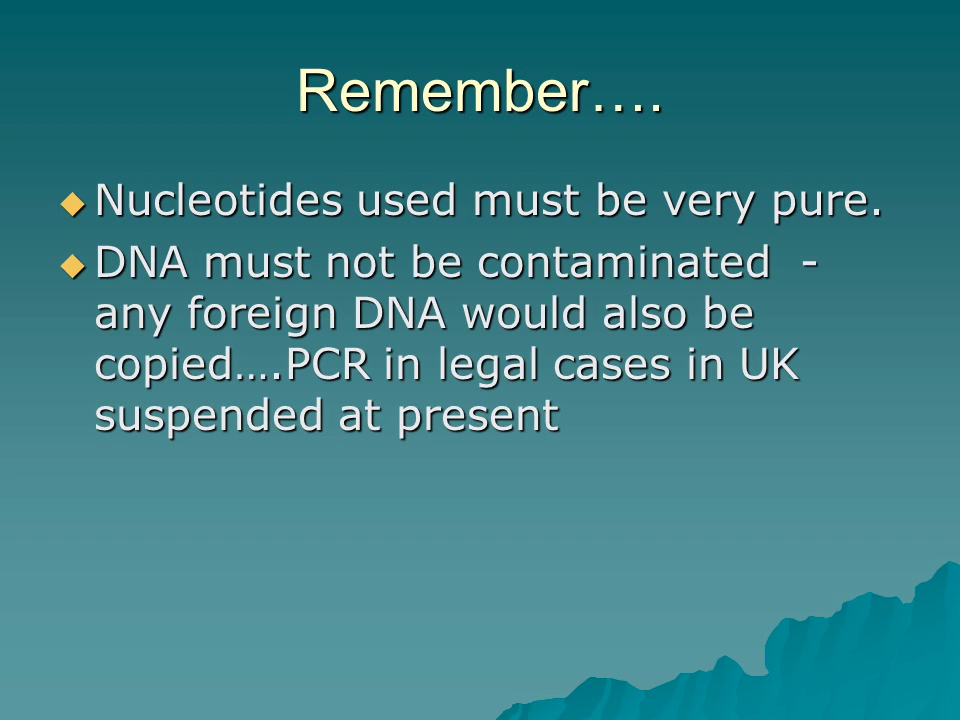 Remember….
Nucleotides used must be very pure.
DNA must not be contaminated -
any foreign DNA would also be
copied….PCR in legal cases in UK
suspended at present